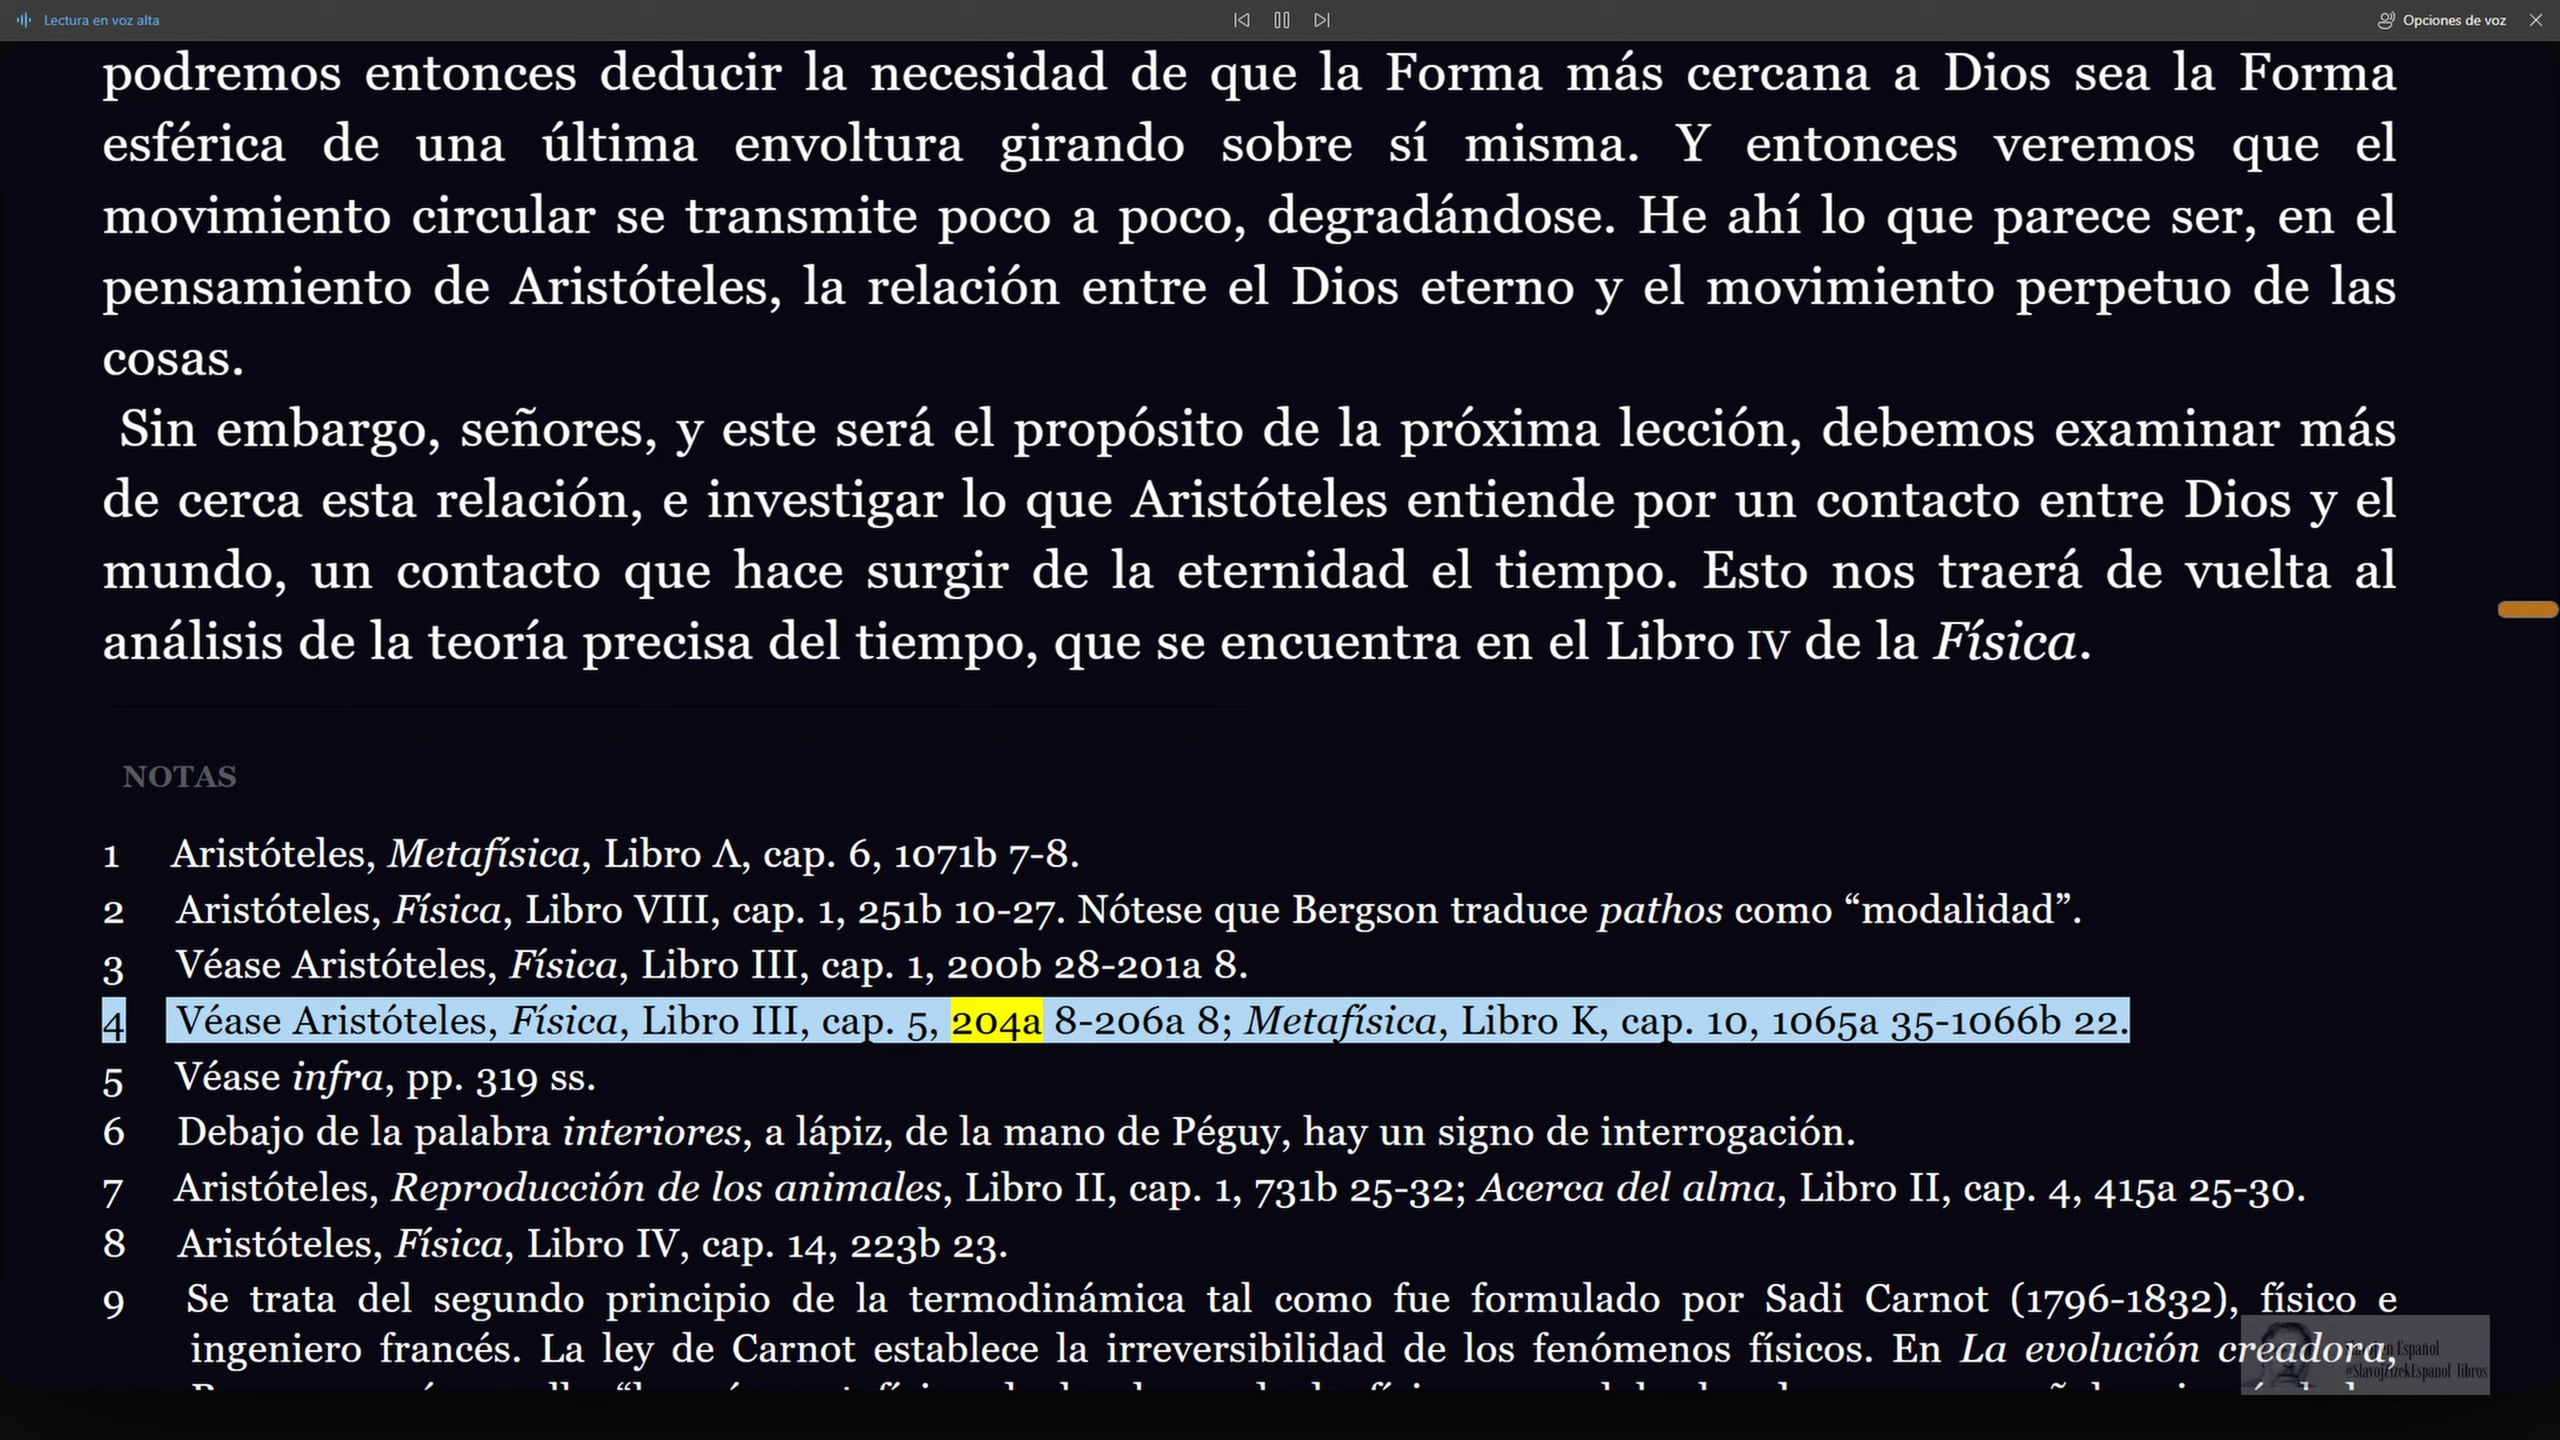 Lectura en voz alta
Opciones de voz
podremos entonces deducir la necesidad de que la Forma más cercana a Dios sea la Forma
esférica de una última envoltura girando sobre sí misma. Y entonces veremos que el
movimiento circular se transmite poco a poco, degradándose. He ahí lo que parece ser, en el
pensamiento de Aristóteles, la relación entre el Dios eterno y el movimiento perpetuo de las
cosas.
Sin embargo, señores, y este será el propósito de la próxima lección, debemos examinar más
de cerca esta relación, e investigar lo que Aristóteles entiende por un contacto entre Dios y el
mundo, un contacto que hace surgir de la eternidad el tiempo. Esto nos traerá de vuelta al
análisis de la teoría precisa del tiempo, que se encuentra en el Libro IV de la Física.
NOTAS
1 Aristóteles, Metafísica, Libro Λ, cap. 6, 1071b 7-8.
2 Aristóteles, Física, Libro VIII, cap. 1, 251b 10-27. Nótese que Bergson traduce pathos como “modalidad”.
3 Véase Aristóteles, Física, Libro III, cap. 1, 200b 28-201a 8.
4 Véase Aristóteles, Física, Libro III, cap. 5, 204a 8-206a 8; Metafísica, Libro K, cap. 10, 1065a 35-1066b 22.
5 Véase infra, pp. 319 ss.
6 Debajo de la palabra interiores, a lápiz, de la mano de Péguy, hay un signo de interrogación.
7 Aristóteles, Reproducción de los animales, Libro II, cap. 1, 731b 25-32; Acerca del alma, Libro II, cap. 4, 415a 25-30.
8 Aristóteles, Física, Libro IV, cap. 14, 223b 23.
9 Se trata del segundo principio de la termodinámica tal como fue formulado por Sadi Carnot (1796-1832), físico e
ingeniero francés. La ley de Carnot establece la irreversibilidad de los fenómenos físicos. En La evolución creadora,
Español
@SlavojZizekEspanol-libros